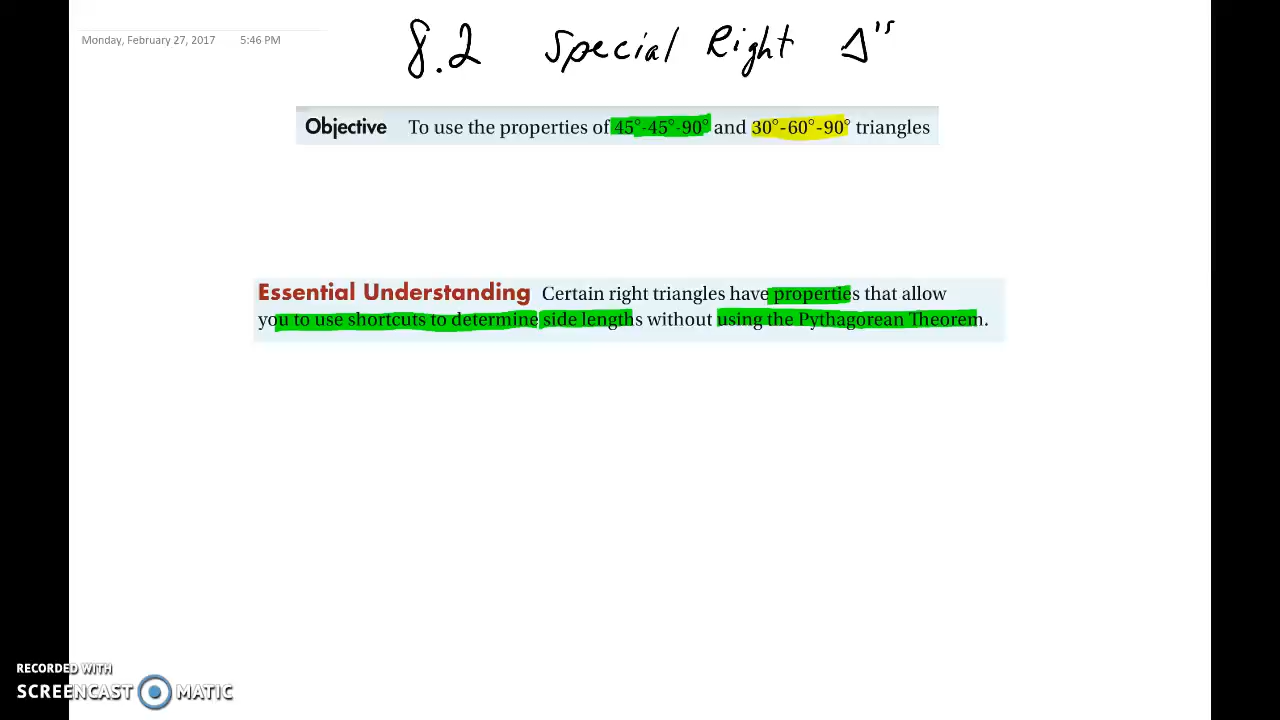 Monday, February 27, 2017 5:46 PM
8.2 Special Right Δ's
Objective To use the properties of 45°-45°-90° and 30°-60°-90° triangles
Essential Understanding Certain right triangles have properties that allow
you to use shortcuts to determine side lengths without using the Pythagorean Theorem.
RECORDED WITH
SCREENCAST MATIC